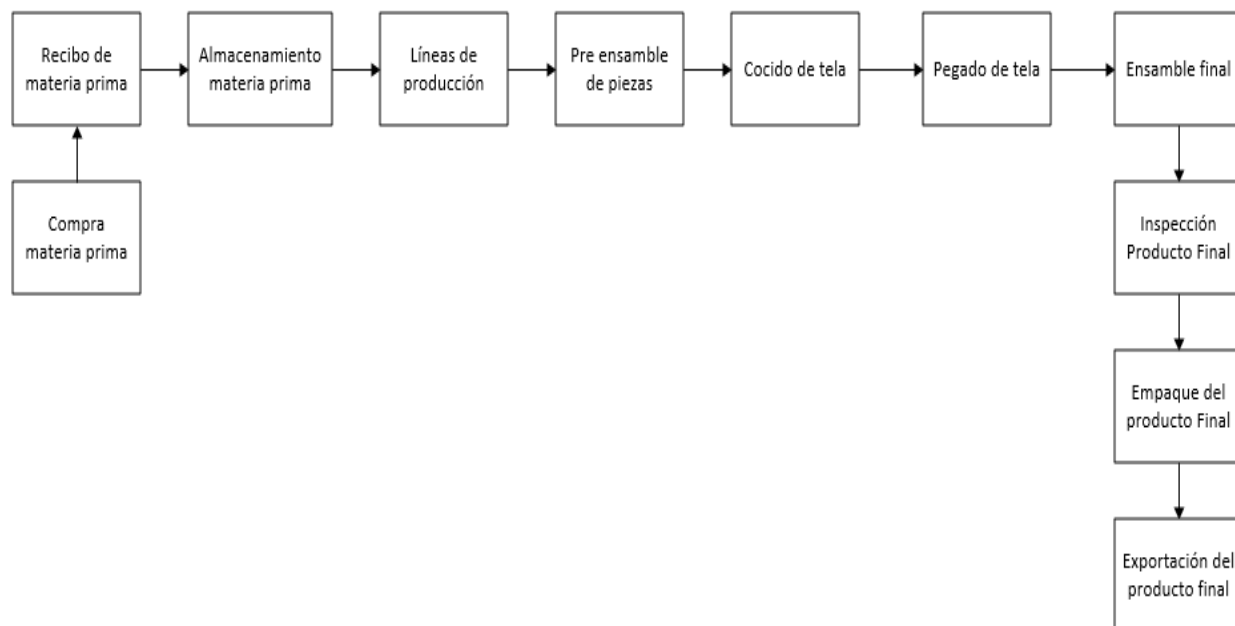 Recibo de
materia prima
Almacenamiento
materia prima
Líneas de
producción
Pre ensamble
de piezas
Cocido de tela
Pegado de tela
Ensamble final
Compra
materia prima
Inspección
Producto Final
Empaque del
producto Final
Exportación del
producto final